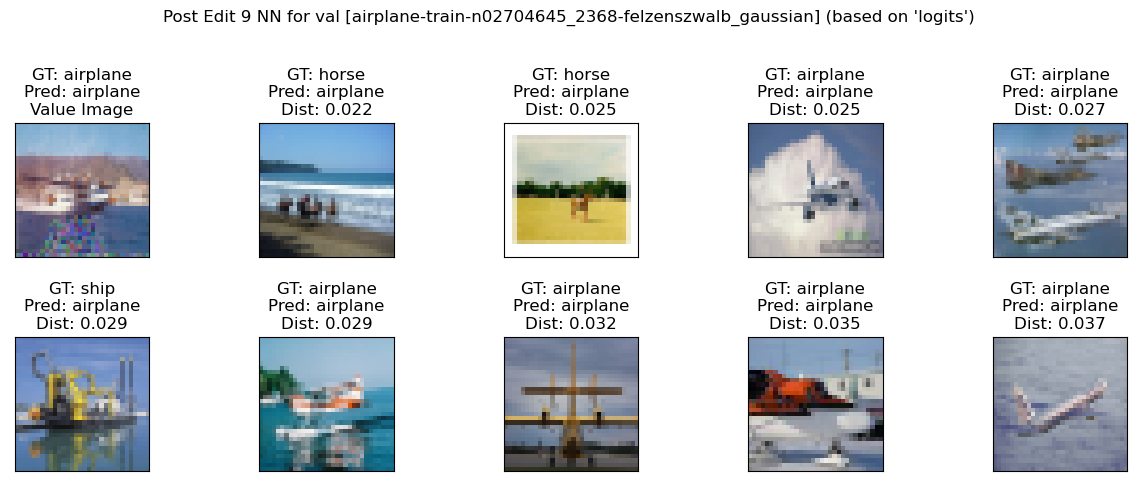 Post Edit 9 NN for val [airplane-train-n02704645_2368-felzenszwalb_gaussian] (based on 'logits')
GT: airplane
Pred: airplane
Value Image
GT: horse
Pred: airplane
Dist: 0.022
GT: horse
Pred: airplane
Dist: 0.025
GT: airplane
Pred: airplane
Dist: 0.025
GT: airplane
Pred: airplane
Dist: 0.027
GT: ship
Pred: airplane
Dist: 0.029
GT: airplane
Pred: airplane
Dist: 0.029
GT: airplane
Pred: airplane
Dist: 0.032
GT: airplane
Pred: airplane
Dist: 0.035
GT: airplane
Pred: airplane
Dist: 0.037